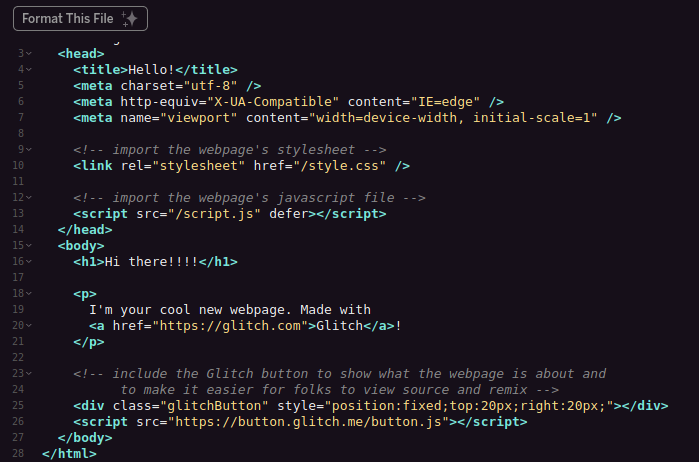 Format This File
3 <head>
4 <title>Hello!</title>
5 <meta charset="utf-8" />
6 <meta http-equiv="X-UA-Compatible" content="IE=edge" />
7 <meta name="viewport" content="width=device-width, initial-scale=1" />
8
9 <!-- import the webpage's stylesheet -->
10 <link rel="stylesheet" href="/style.css" />
11
12 <!-- import the webpage's javascript file -->
13 <script src="/script.js" defer></script>
14 </head>
15 <body>
16 <h1>Hi there!!!!</h1>
17
18 <p>
19 I'm your cool new webpage. Made with
20 <a href="https://glitch.com">Glitch</a>!
21 </p>
22
23 <!-- include the Glitch button to show what the webpage is about and
24 to make it easier for folks to view source and remix -->
25 <div class="glitchButton" style="position:fixed;top:20px;right:20px;"></div>
26 <script src="https://button.glitch.me/button.js"></script>
27 </body>
28 </html>